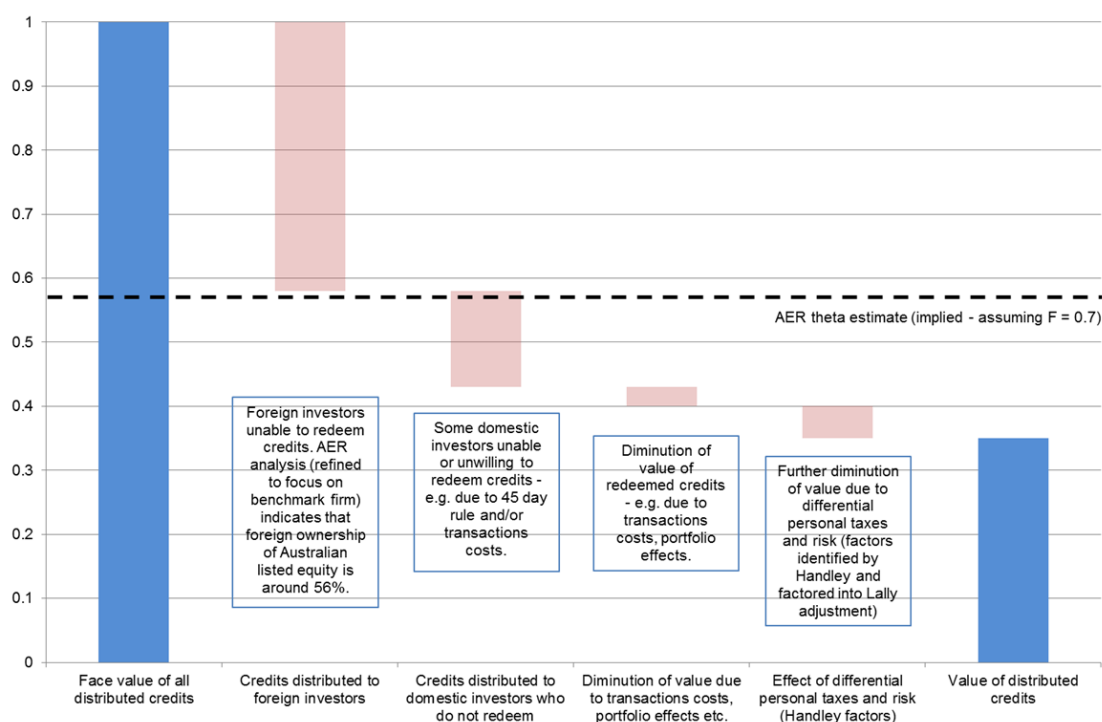 1
0.9
0.8
0.7
0.6
0.5
0.4
0.3
0.2
0.1
0
AER theta estimate (implied - assuming F = 0.7)
Foreign investors
unable to redeem
credits. AER
analysis (refined
to focus on
benchmark firm)
indicates that
foreign ownership
of Australian
listed equity is
around 56%.
Some domestic
investors unable
or unwilling to
redeem credits -
e.g. due to 45 day
rule and/or
transactions
costs.
Diminution of
value of
redeemed credits
- e.g. due to
transactions
costs, portfolio
effects.
Further diminution
of value due to
differential
personal taxes
and risk (factors
identified by
Handley and
factored into Lally
adjustment)
Face value of all
distributed credits
Credits distributed to
foreign investors
Credits distributed to
domestic investors who
do not redeem
Diminution of value due
to transactions costs,
portfolio effects etc.
Effect of differential
personal taxes and risk
(Handley factors)
Value of distributed
credits